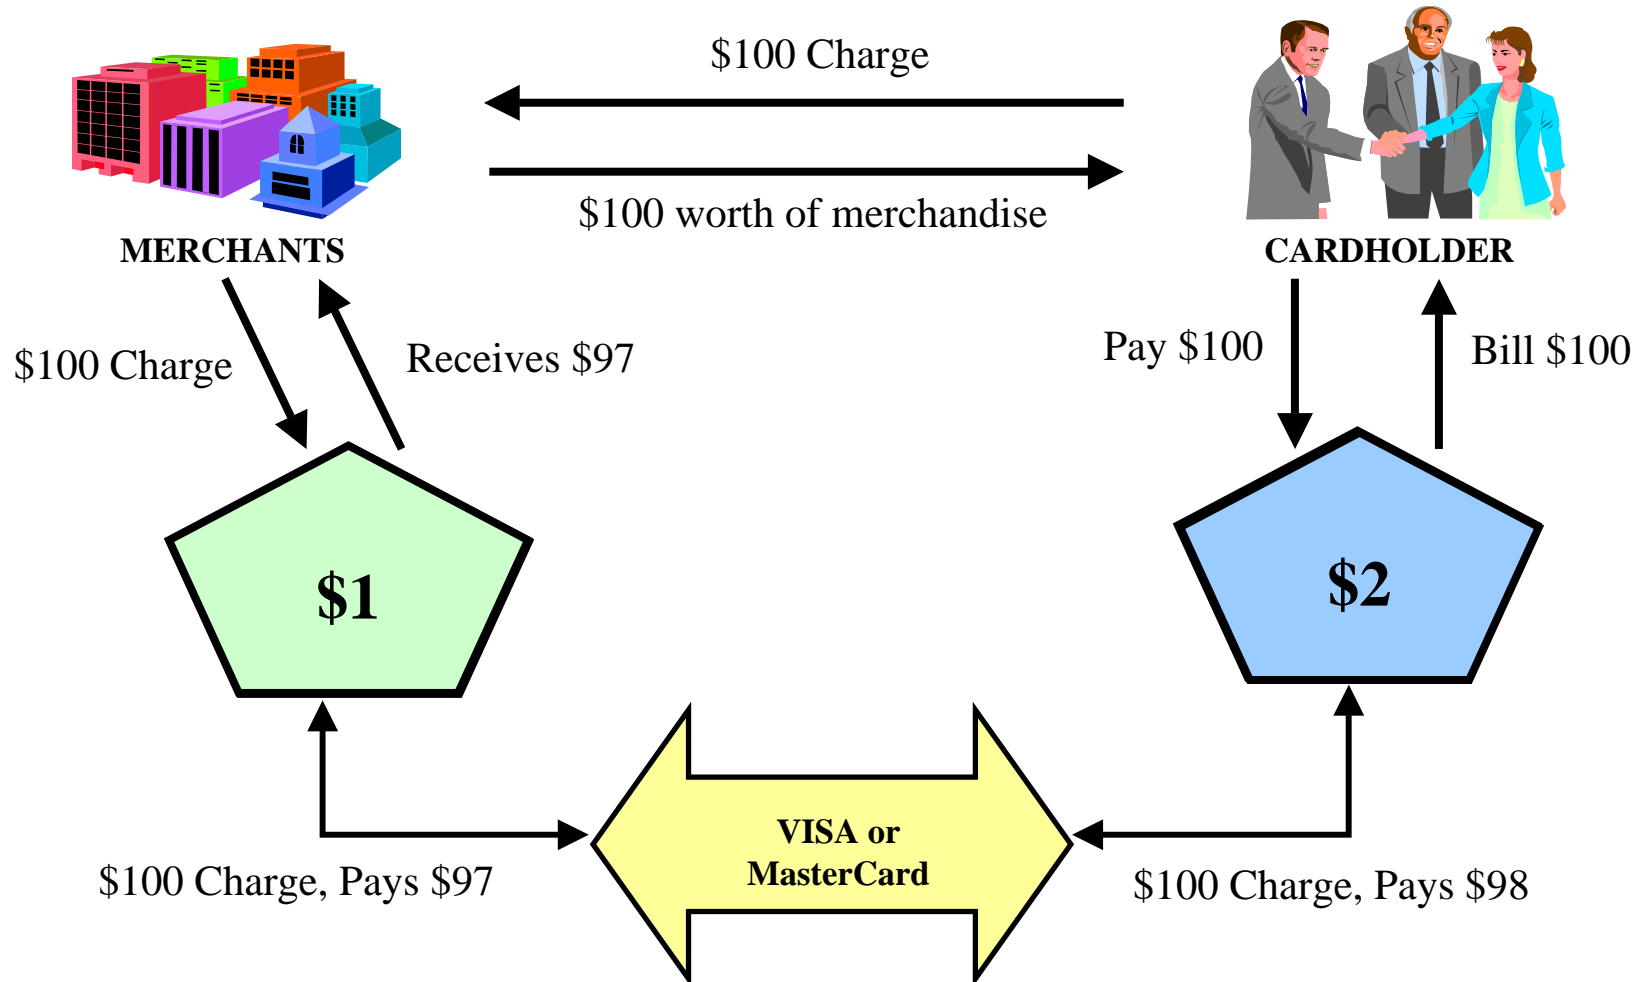 $100 Charge
$100 worth of merchandise
MERCHANTS
CARDHOLDER
$100 Charge
Receives $97
Pay $100
Bill $100
$1
$2
VISA or
MasterCard
$100 Charge, Pays $97
$100 Charge, Pays $98